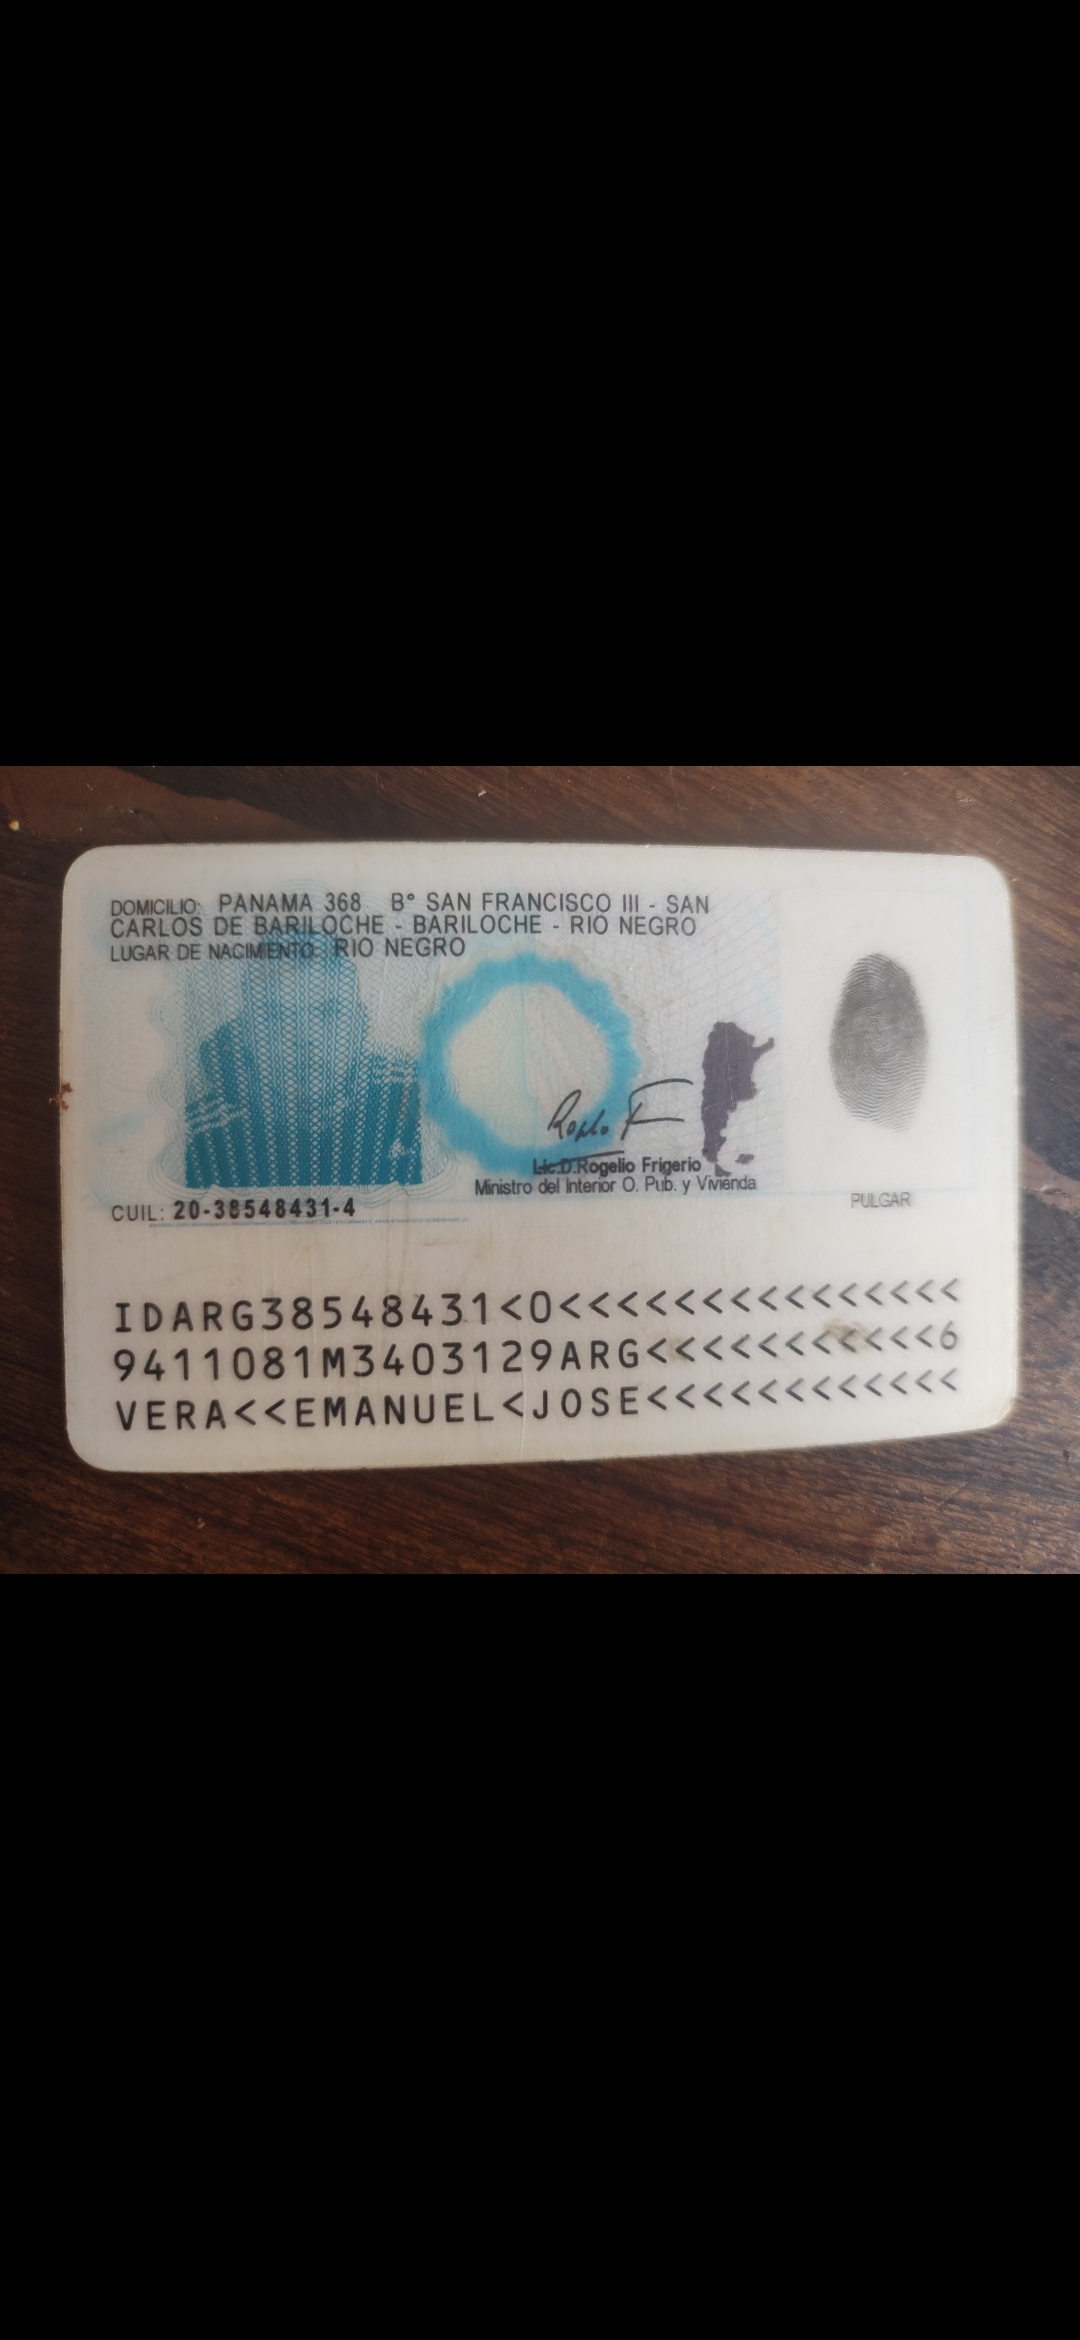 DOMICILIO: PANAMA 368 B° SAN FRANCISCO III - SAN
CARLOS DE BARILOCHE - BARILOCHE - RIO NEGRO
LUGAR DE NACIMIENTO: RIO NEGRO
Lic.D.Rogelio Frigerio
Ministro del Interior O. Pub. y Vivienda
PULGAR
CUIL: 20-38548431-4
IDARG38548431<0<<<<<<<<<<<<<<<
9411081M3403129ARG<<<<<<<<<<<6
VERA<<EMANUEL<JOSE<<<<<<<<<<<<